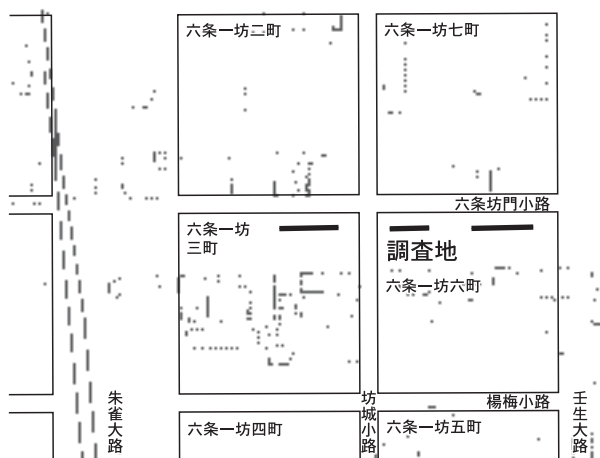 六条一坊二町
六条一坊七町
六条坊門小路
六条一坊
三町
調査地
六条一坊六町
朱雀大路
坊城小路
楊梅小路
壬生大路
六条一坊四町
六条一坊五町